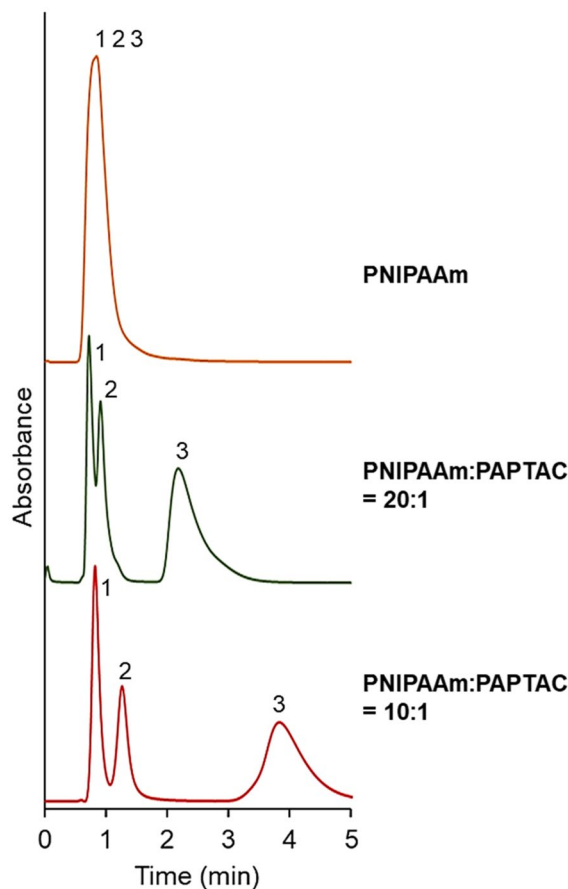 1 2 3
PNIPAAm
1
2
3
PNIPAAm:PAPTAC
= 20:1
1
2
3
PNIPAAm:PAPTAC
= 10:1
Absorbance
0 1 2 3 4 5
Time (min)